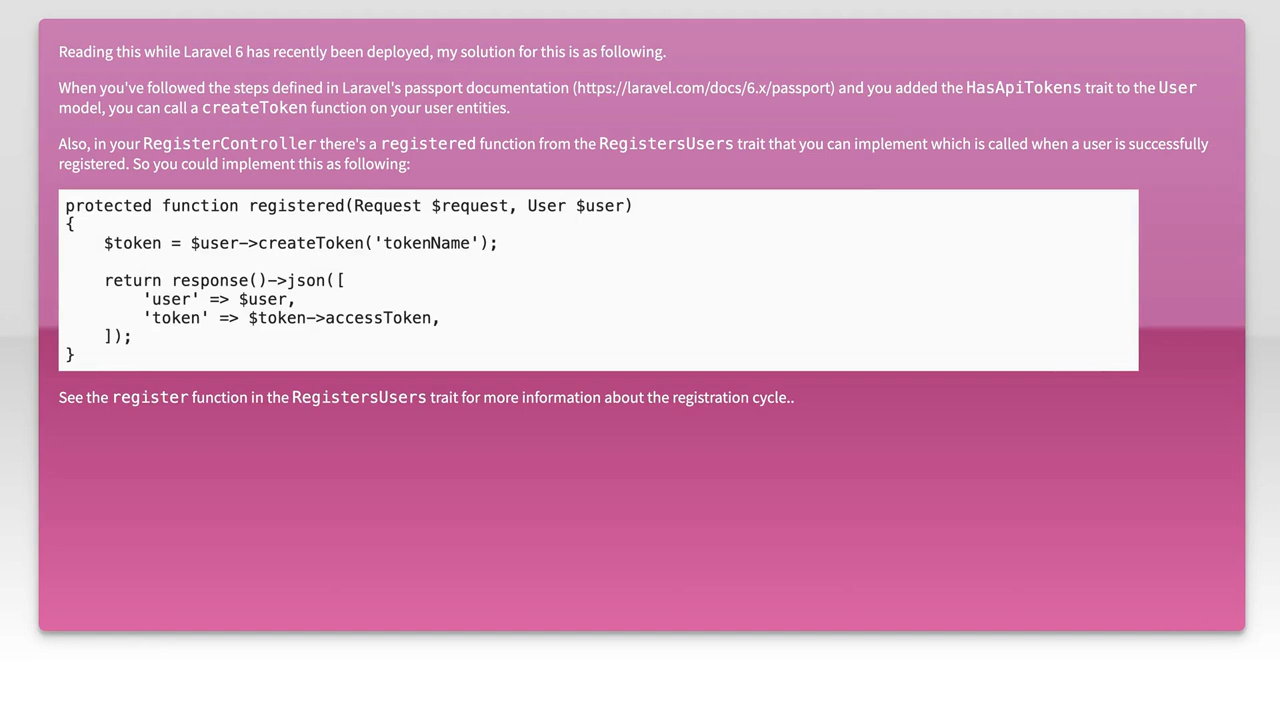 Reading this while Laravel 6 has recently been deployed, my solution for this is as following.
When you've followed the steps defined in Laravel's passport documentation (https://laravel.com/docs/6.x/passport) and you added the HasApiTokens trait to the User
model, you can call a createToken function on your user entities.
Also, in your RegisterController there's a registered function from the RegistersUsers trait that you can implement which is called when a user is successfully
registered. So you could implement this as following:
protected function registered(Request $request, User $user)
{
    $token = $user->createToken('tokenName');
    return response()->json([
        'user' => $user,
        'token' => $token->accessToken,
    ]);
}
See the register function in the RegistersUsers trait for more information about the registration cycle..